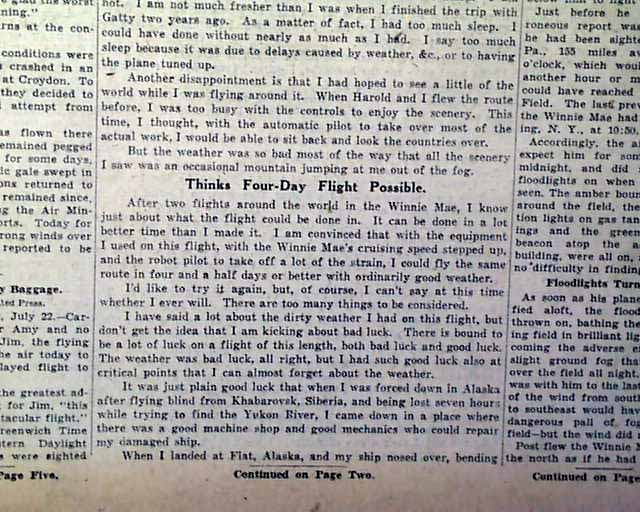 ning."
rns at the con-
conditions were
crashed in an
at Croydon. To
they decided to
attempt from
as flown there
remained pegged
for some days,
ic gale swept in
ons returned to
remained since,
ng the Air Min-
orts. Today for
rong winds over
reported to be
y Baggage.
ted Press.
, July 22.—Car-
r Amy and no
Jim, the flying
he air today to
layed flight to
the greatest ad-
; for Jim, "this
tacular flight."
reenwich Time
stern Daylight
s were sighted
Page Five.
not. I am not much fresher than I was when I finished the trip with
Gatty two years ago. As a matter of fact, I had too much sleep. I
could have done without nearly as much as I had. I say too much
sleep because it was due to delays caused by weather, &c., or to having
the plane tuned up.
Another disappointment is that I had hoped to see a little of the
world while I was flying around it. When Harold and I flew the route
before, I was too busy with the controls to enjoy the scenery. This
time, I thought, with the automatic pilot to take over most of the
actual work, I would be able to sit back and look the countries over.
But the weather was so bad most of the way that all the scenery
I saw was an occasional mountain jumping at me out of the fog.
Thinks Four-Day Flight Possible.
After two flights around the world in the Winnie Mae, I know
just about what the flight could be done in. It can be done in a lot
better time than I made it. I am convinced that with the equipment
I used on this flight, with the Winnie Mae's cruising speed stepped up,
and the robot pilot to take off a lot of the strain, I could fly the same
route in four and a half days or better with ordinarily good weather.
I'd like to try it again, but, of course, I can't say at this time
whether I ever will. There are too many things to be considered.
I have said a lot about the dirty weather I had on this flight, but
don't get the idea that I am kicking about bad luck. There is bound to
be a lot of luck on a flight of this length, both bad luck and good luck.
The weather was bad luck, all right, but I had such good luck also at
critical points that I can almost forget about the weather.
It was just plain good luck that when I was forced down in Alaska
after flying blind from Khabarovsk, Siberia, and being lost seven hours
while trying to find the Yukon River, I came down in a place where
there was a good machine shop and good mechanics who could repair
my damaged ship.
When I landed at Flat, Alaska, and my ship nosed over, bending
Continued on Page Two.
Just before he
roneous report was
he had been sighte
Pa., 155 miles
o'clock, which woul
another hour or m
could have reached
Field. The last prev
the Winnie Mae had
ing, N. Y., at 10:50.
Accordingly, the a
expect him for som
midnight, and did
floodlights on when
seen. The amber boun
around the field, the
tion lights on gas tan
ings and the green
beacon atop the
building, were all on,
no difficulty in finding
Floodlights Turn
As soon as his plane
fied aloft, the flood
thrown on, bathing the
ing field in brilliant lig
coming the adverse
slight ground fog tha
over the field all night.
was with him to the last
of the wind from south
to southeast would hav
dangerous pall of fog
field—but the wind did
Post flew the Winnie M
the north as if he had
Continued on Page